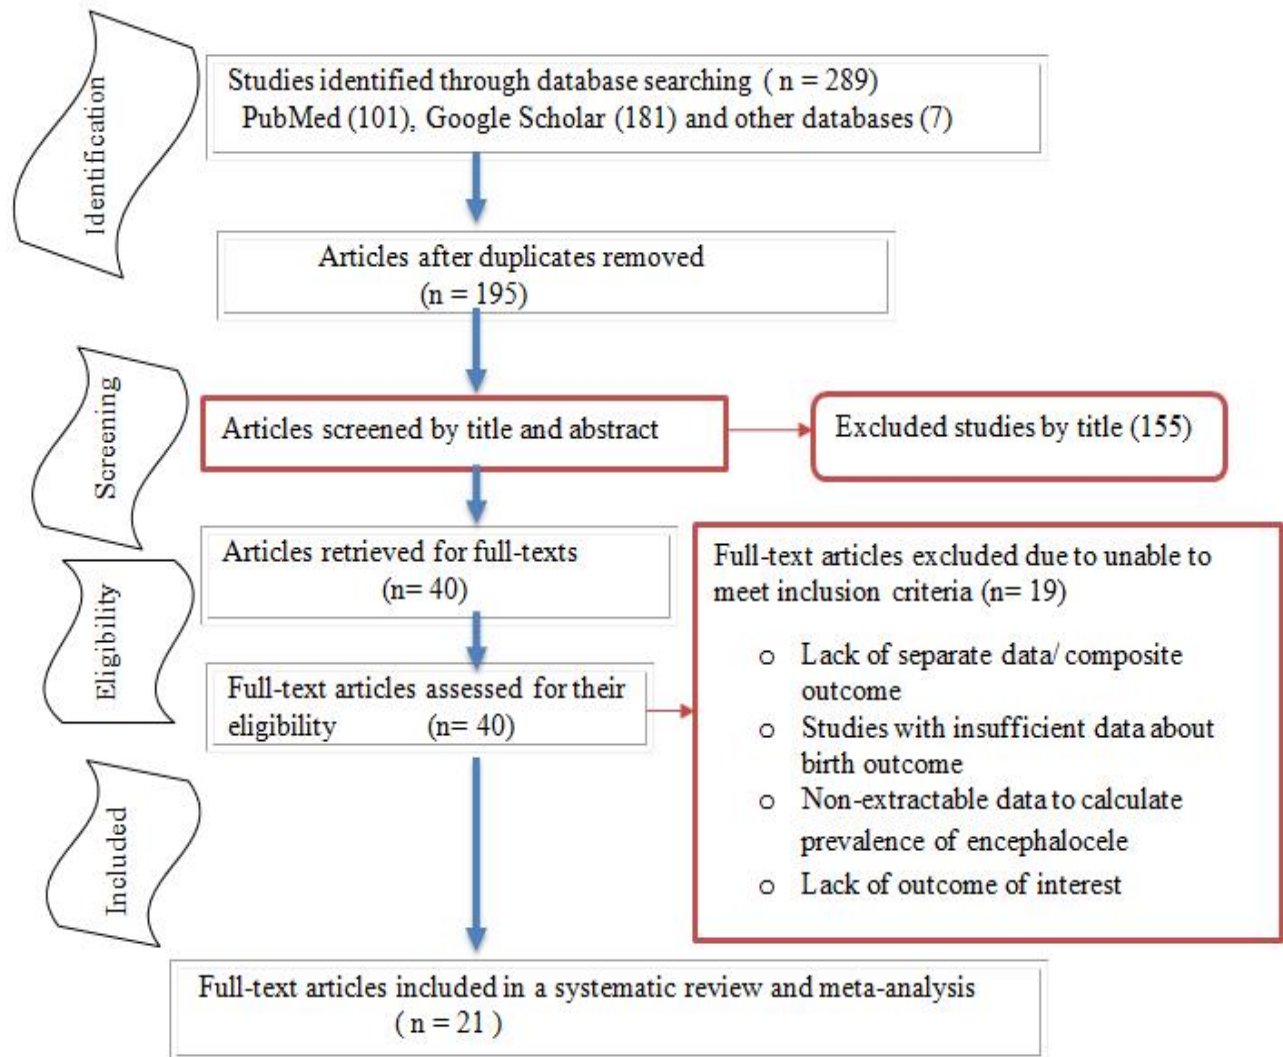 Identification
Studies identified through database searching ( n = 289)
PubMed (101), Google Scholar (181) and other databases (7)
Articles after duplicates removed
(n = 195)
Screening
Articles screened by title and abstract
Excluded studies by title (155)
Eligibility
Articles retrieved for full-texts
(n= 40)
Full-text articles assessed for their
eligibility (n= 40)
Full-text articles excluded due to unable to
meet inclusion criteria (n= 19)
o Lack of separate data/ composite
outcome
o Studies with insufficient data about
birth outcome
o Non-extractable data to calculate
prevalence of encephalocele
o Lack of outcome of interest
Included
Full-text articles included in a systematic review and meta-analysis
( n = 21 )